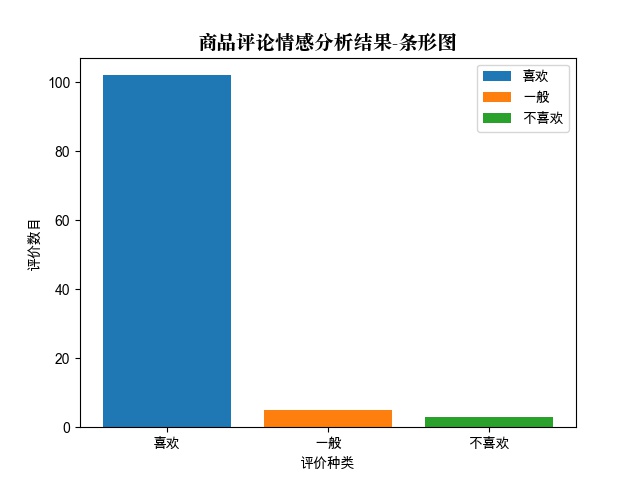 商品评论情感分析结果-条形图
喜欢
一般
不喜欢
100
80
60
40
20
0
评价数目
喜欢 一般 不喜欢
评价种类